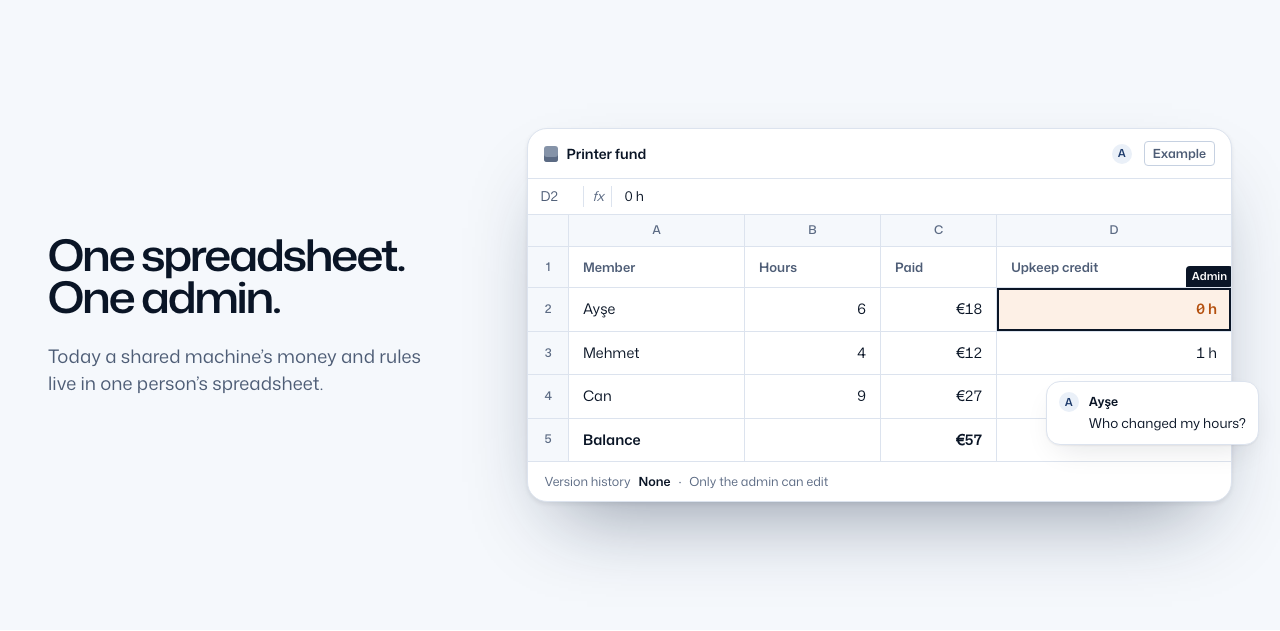 One spreadsheet.
One admin.
Today a shared machine’s money and rules
live in one person’s spreadsheet.
Printer fund
A
Example
D2
fx
0 h
A B C D
1 Member Hours Paid Upkeep credit
Admin
2 Ayşe 6 €18 0 h
3 Mehmet 4 €12 1 h
4 Can 9 €27
A Ayşe
Who changed my hours?
5 Balance €57
Version history None · Only the admin can edit